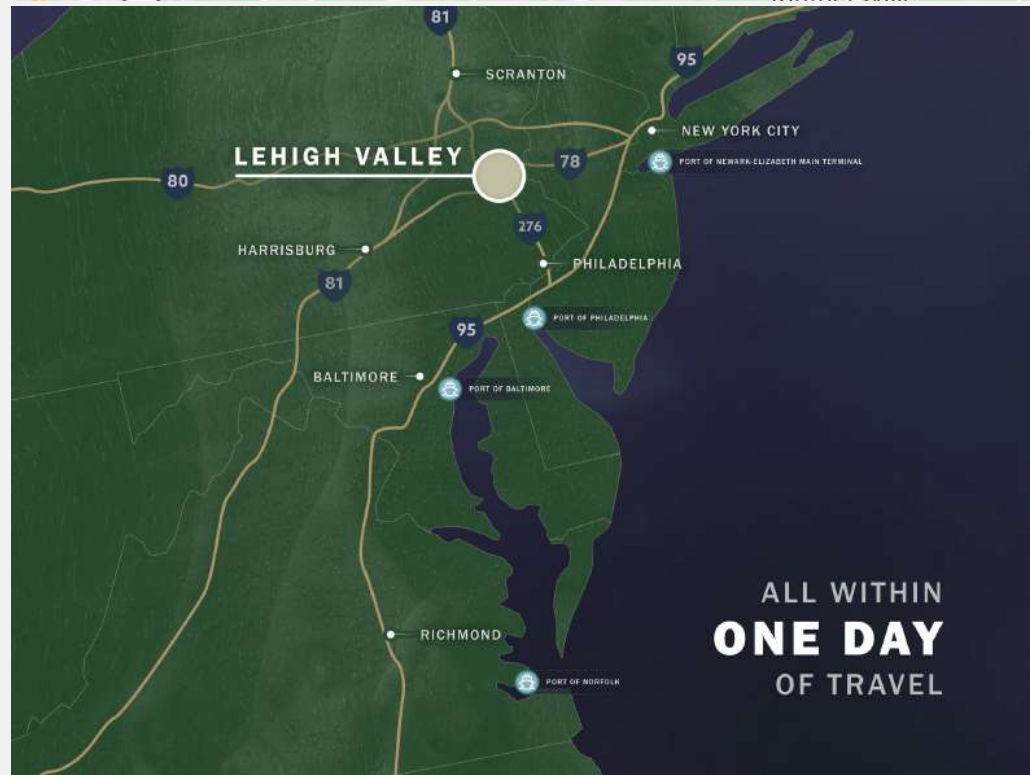 81
SCRANTON
95
NEW YORK CITY
LEHIGH VALLEY
78
PORT OF NEWARK-ELIZABETH MAIN TERMINAL
80
276
HARRISBURG
PHILADELPHIA
81
PORT OF PHILADELPHIA
95
BALTIMORE
PORT OF BALTIMORE
ALL WITHIN
ONE DAY
OF TRAVEL
RICHMOND
PORT OF NORFOLK